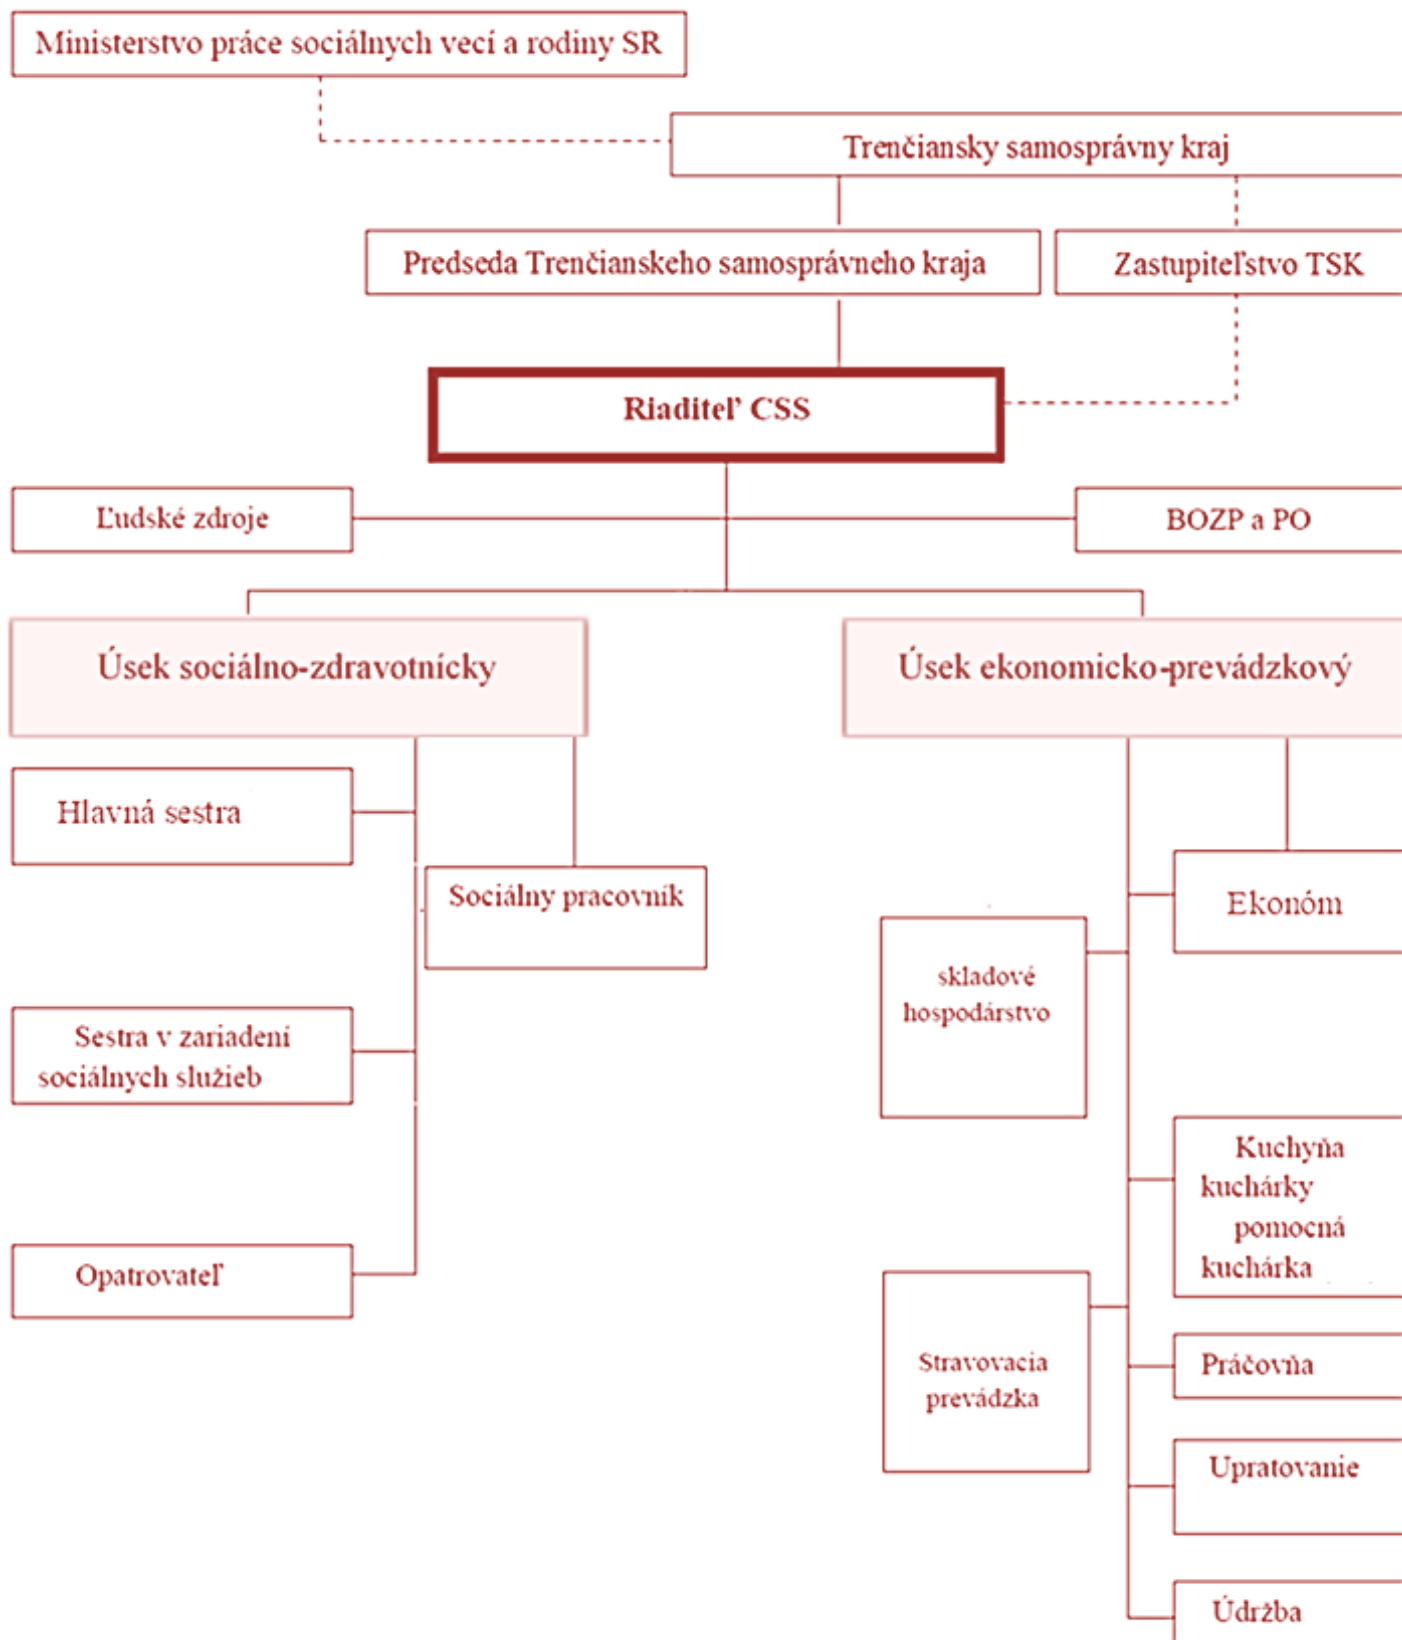 Ministerstvo práce sociálnych vecí a rodiny SR
Trenčiansky samosprávny kraj
Predseda Trenčianskeho samosprávneho kraja
Zastupiteľstvo TSK
Riaditeľ CSS
Ľudské zdroje
BOZP a PO
Úsek sociálno-zdravotnícky
Úsek ekonomicko-prevádzkový
Hlavná sestra
Sociálny pracovník
Ekonóm
skladové
hospodárstvo
Sestra v zariadení
sociálnych služieb
Kuchyňa
kuchárky
pomocná
kuchárka
Opatrovateľ
Stravovacia
prevádzka
Práčovňa
Upratovanie
Údržba